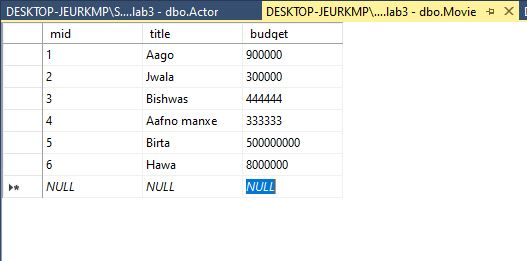 DESKTOP-JEURKMP\S....lab3 - dbo.Actor DESKTOP-JEURKMP\....lab3 - dbo.Movie
mid title budget
1 Aago 900000
2 Jwala 300000
3 Bishwas 444444
4 Aafno manxe 333333
5 Birta 500000000
6 Hawa 8000000
NULL NULL NULL